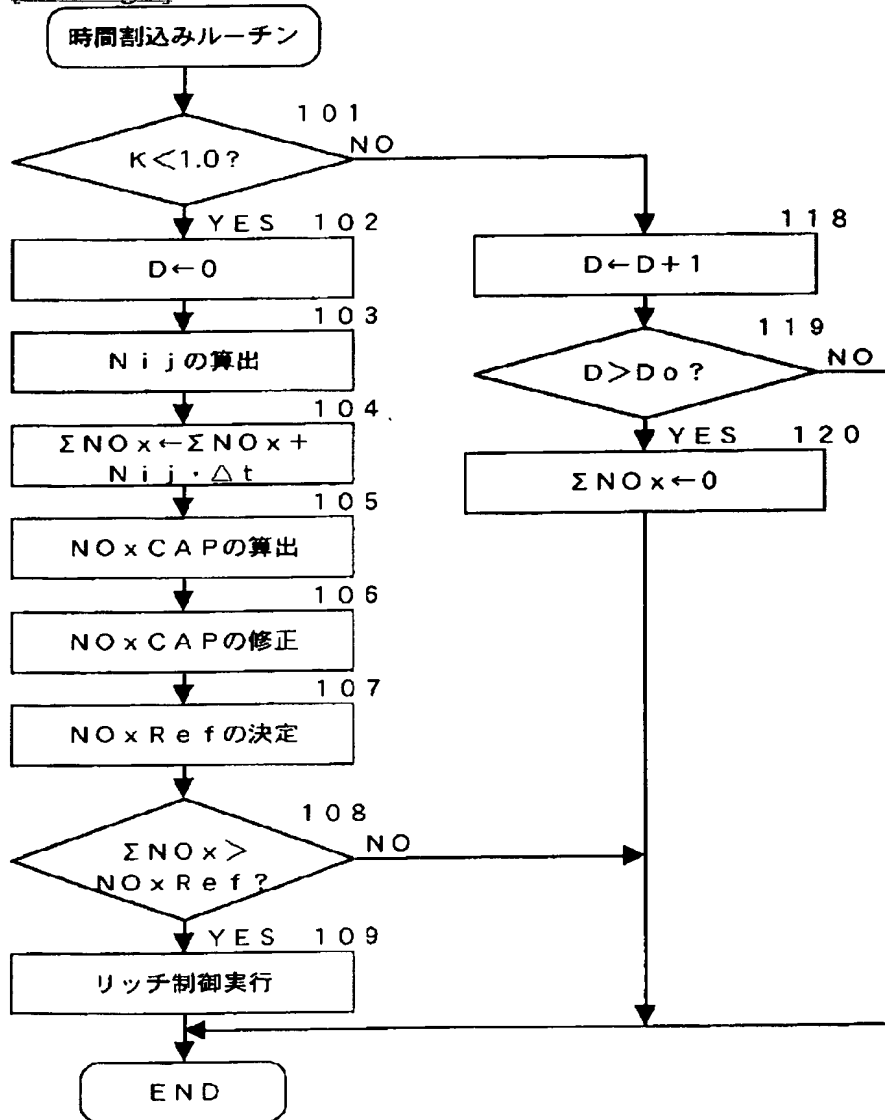 時間割込みルーチン
101
K<1.0?
NO
YES 102
D←0
103
Nijの算出
104
ΣNOx←ΣNOx+
Nij・△t
105
NOxCAPの算出
106
NOxCAPの修正
107
NOxRefの決定
108
ΣNOx>
NOxRef?
NO
YES 109
リッチ制御実行
END
118
D←D+1
119
D>Do?
NO
YES 120
ΣNOx←0